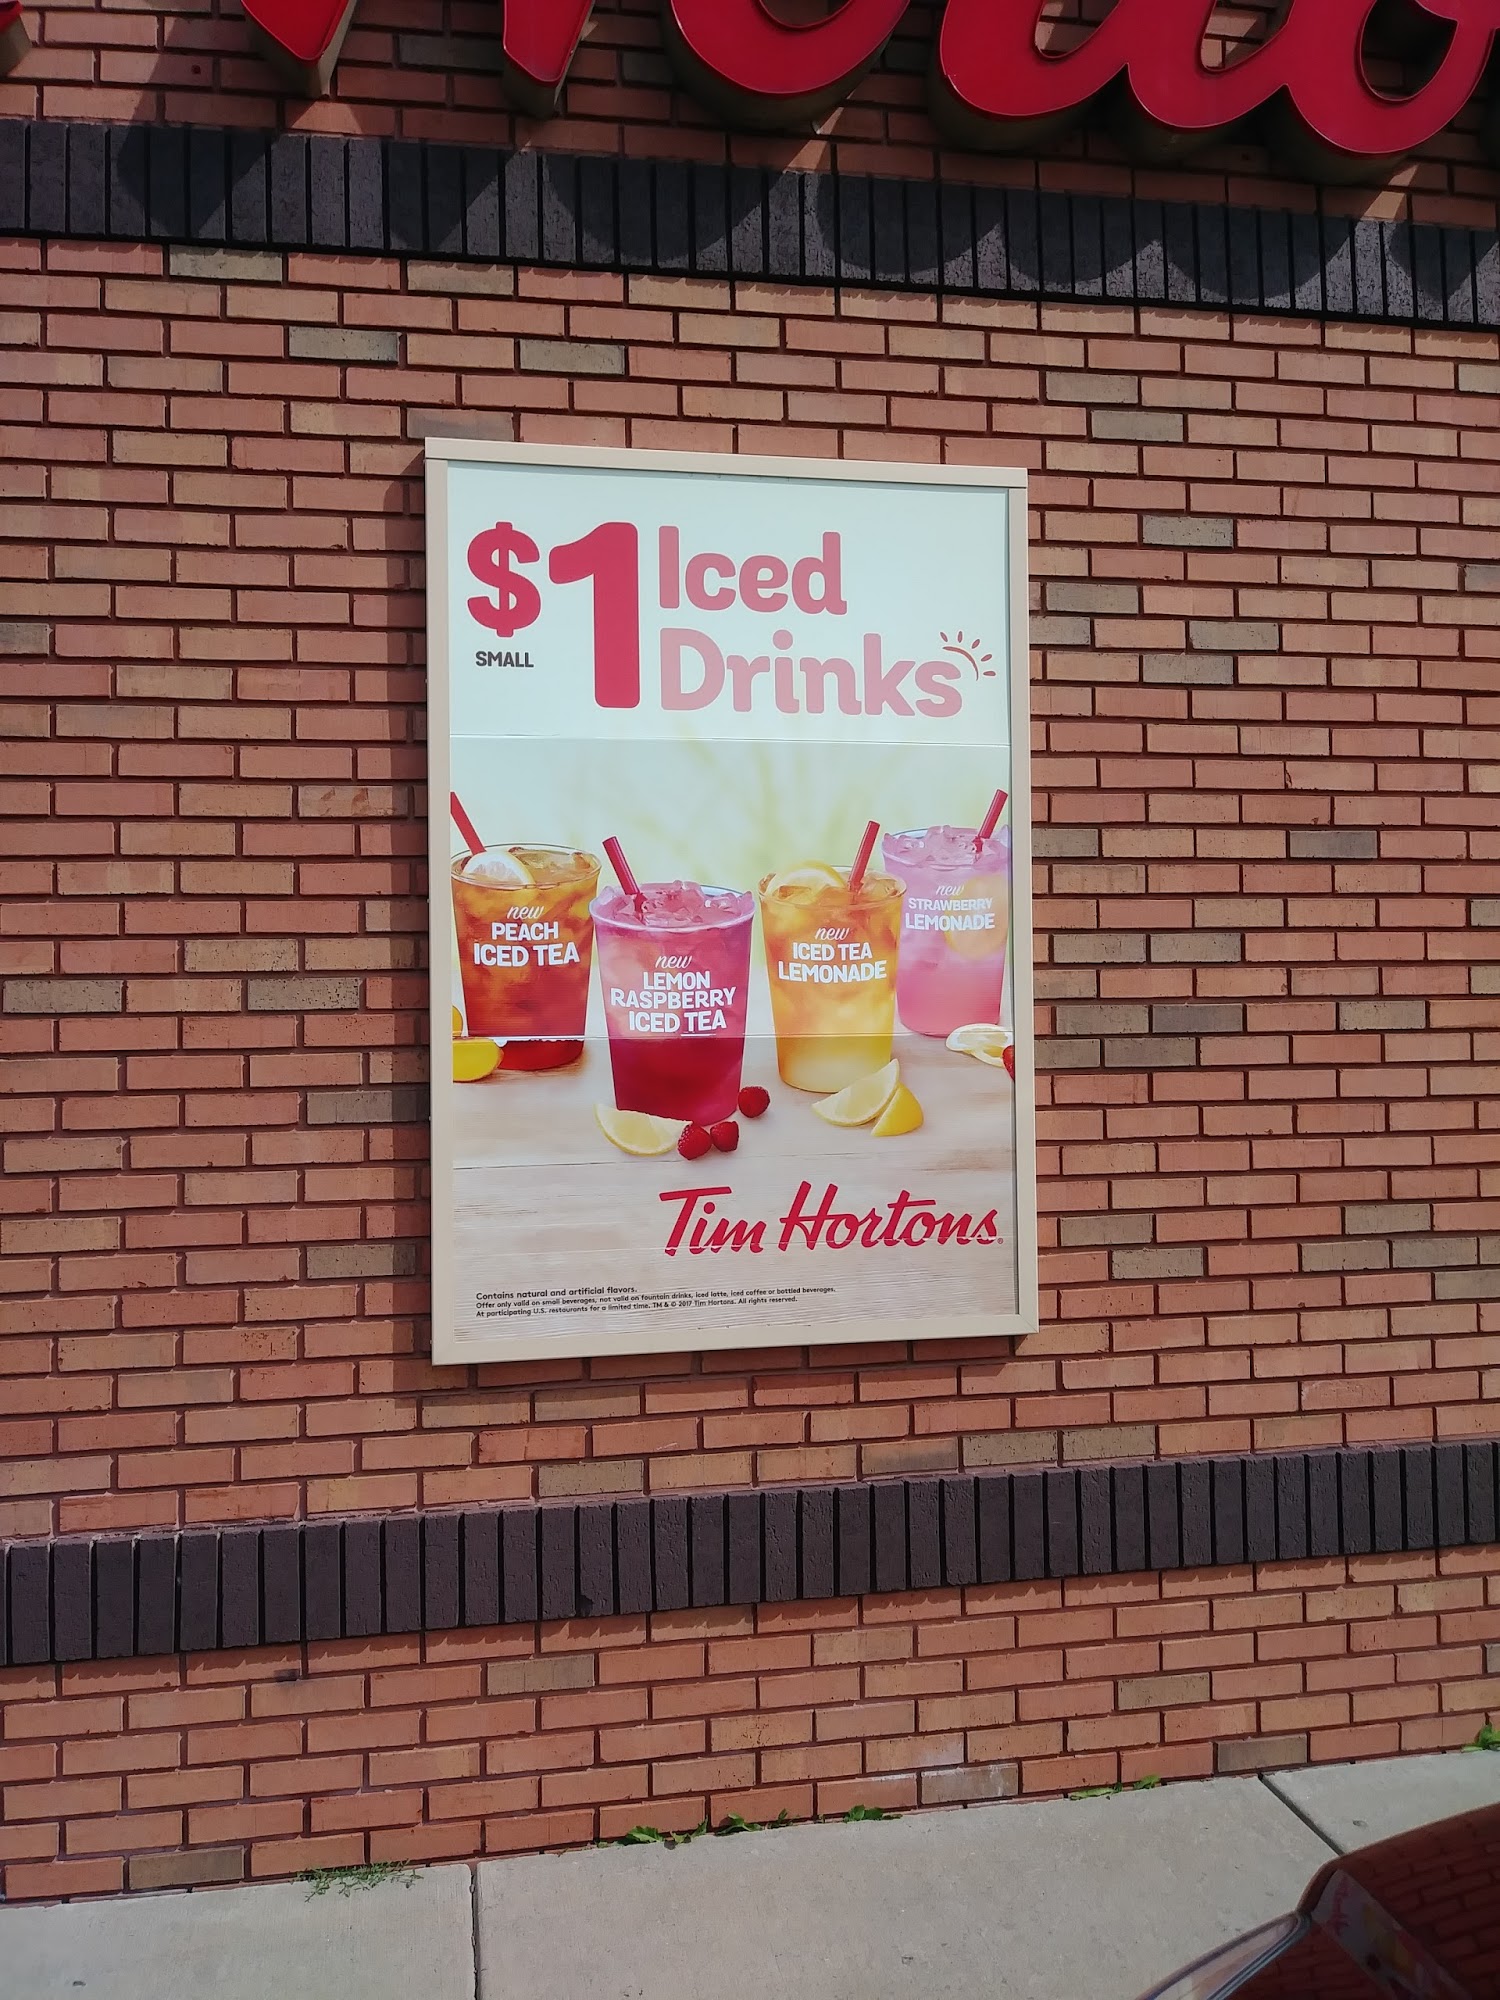 $1 Iced
Drinks
SMALL
new
PEACH
ICED TEA
new
LEMON
RASPBERRY
ICED TEA
new
ICED TEA
LEMONADE
new
STRAWBERRY
LEMONADE
Tim Hortons®
Contains natural and artificial flavors.
Offer only valid on small beverages, not valid on fountain drinks, iced latte, iced coffee or bottled beverages.
At participating U.S. restaurants for a limited time. TM & © 2017 Tim Hortons. All rights reserved.